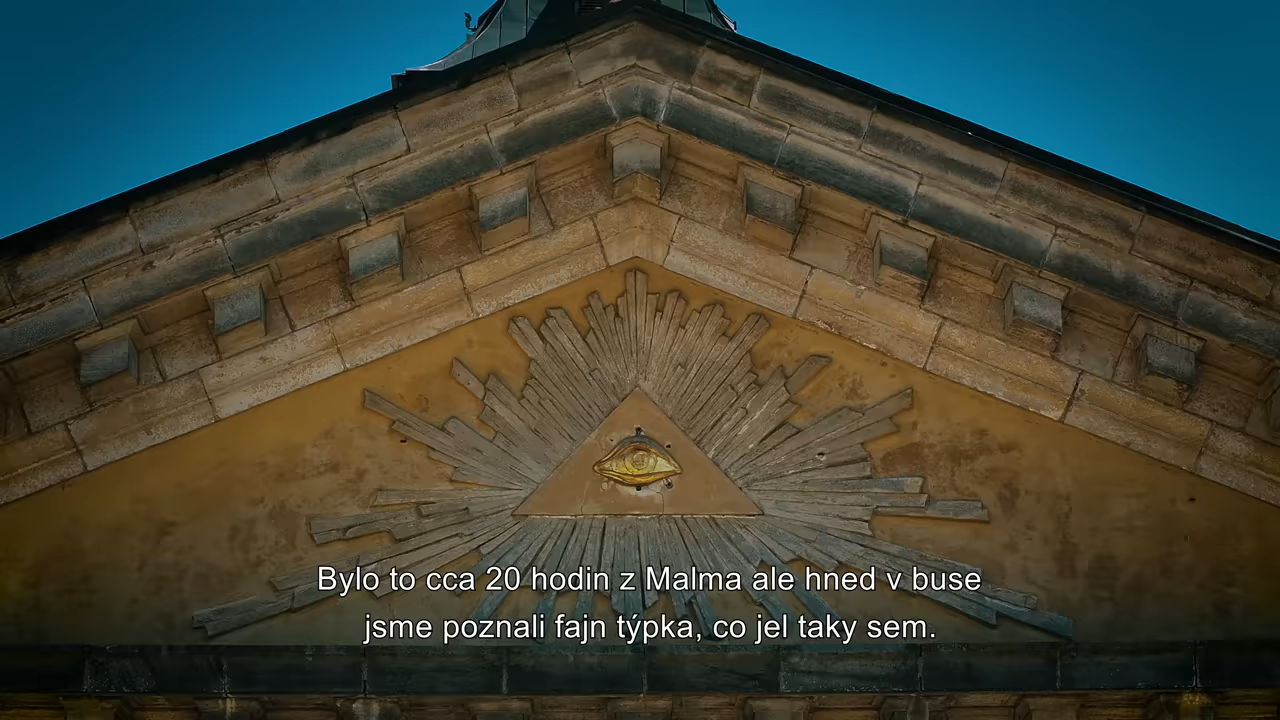 Bylo to cca 20 hodin z Malma ale hned v buse
jsme poznali fajn týpka, co jel taky sem.